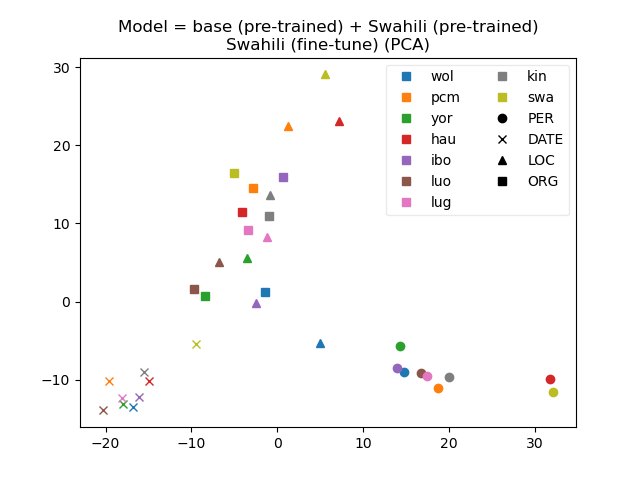 Model = base (pre-trained) + Swahili (pre-trained)
Swahili (fine-tune) (PCA)
30
20
10
0
−10
−20
−10
0
10
20
30
wol
pcm
yor
hau
ibo
luo
lug
kin
swa
PER
DATE
LOC
ORG